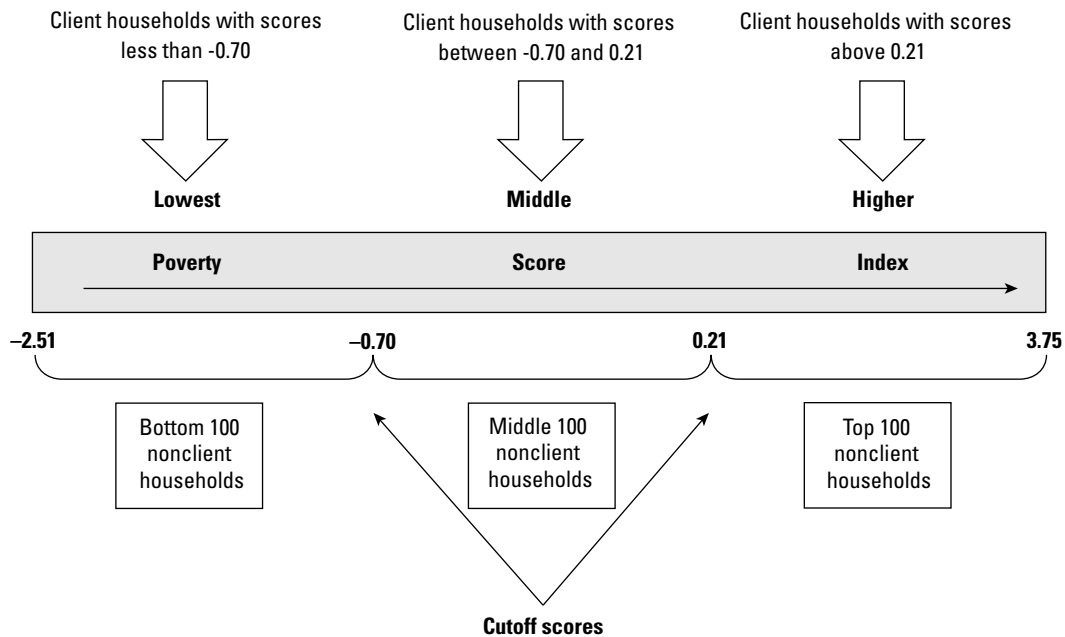 Client households with scores
less than -0.70
Client households with scores
between -0.70 and 0.21
Client households with scores
above 0.21
Lowest
Middle
Higher
Poverty
Score
Index
–2.51
–0.70
0.21
3.75
Bottom 100
nonclient
households
Middle 100
nonclient
households
Top 100
nonclient
households
Cutoff scores